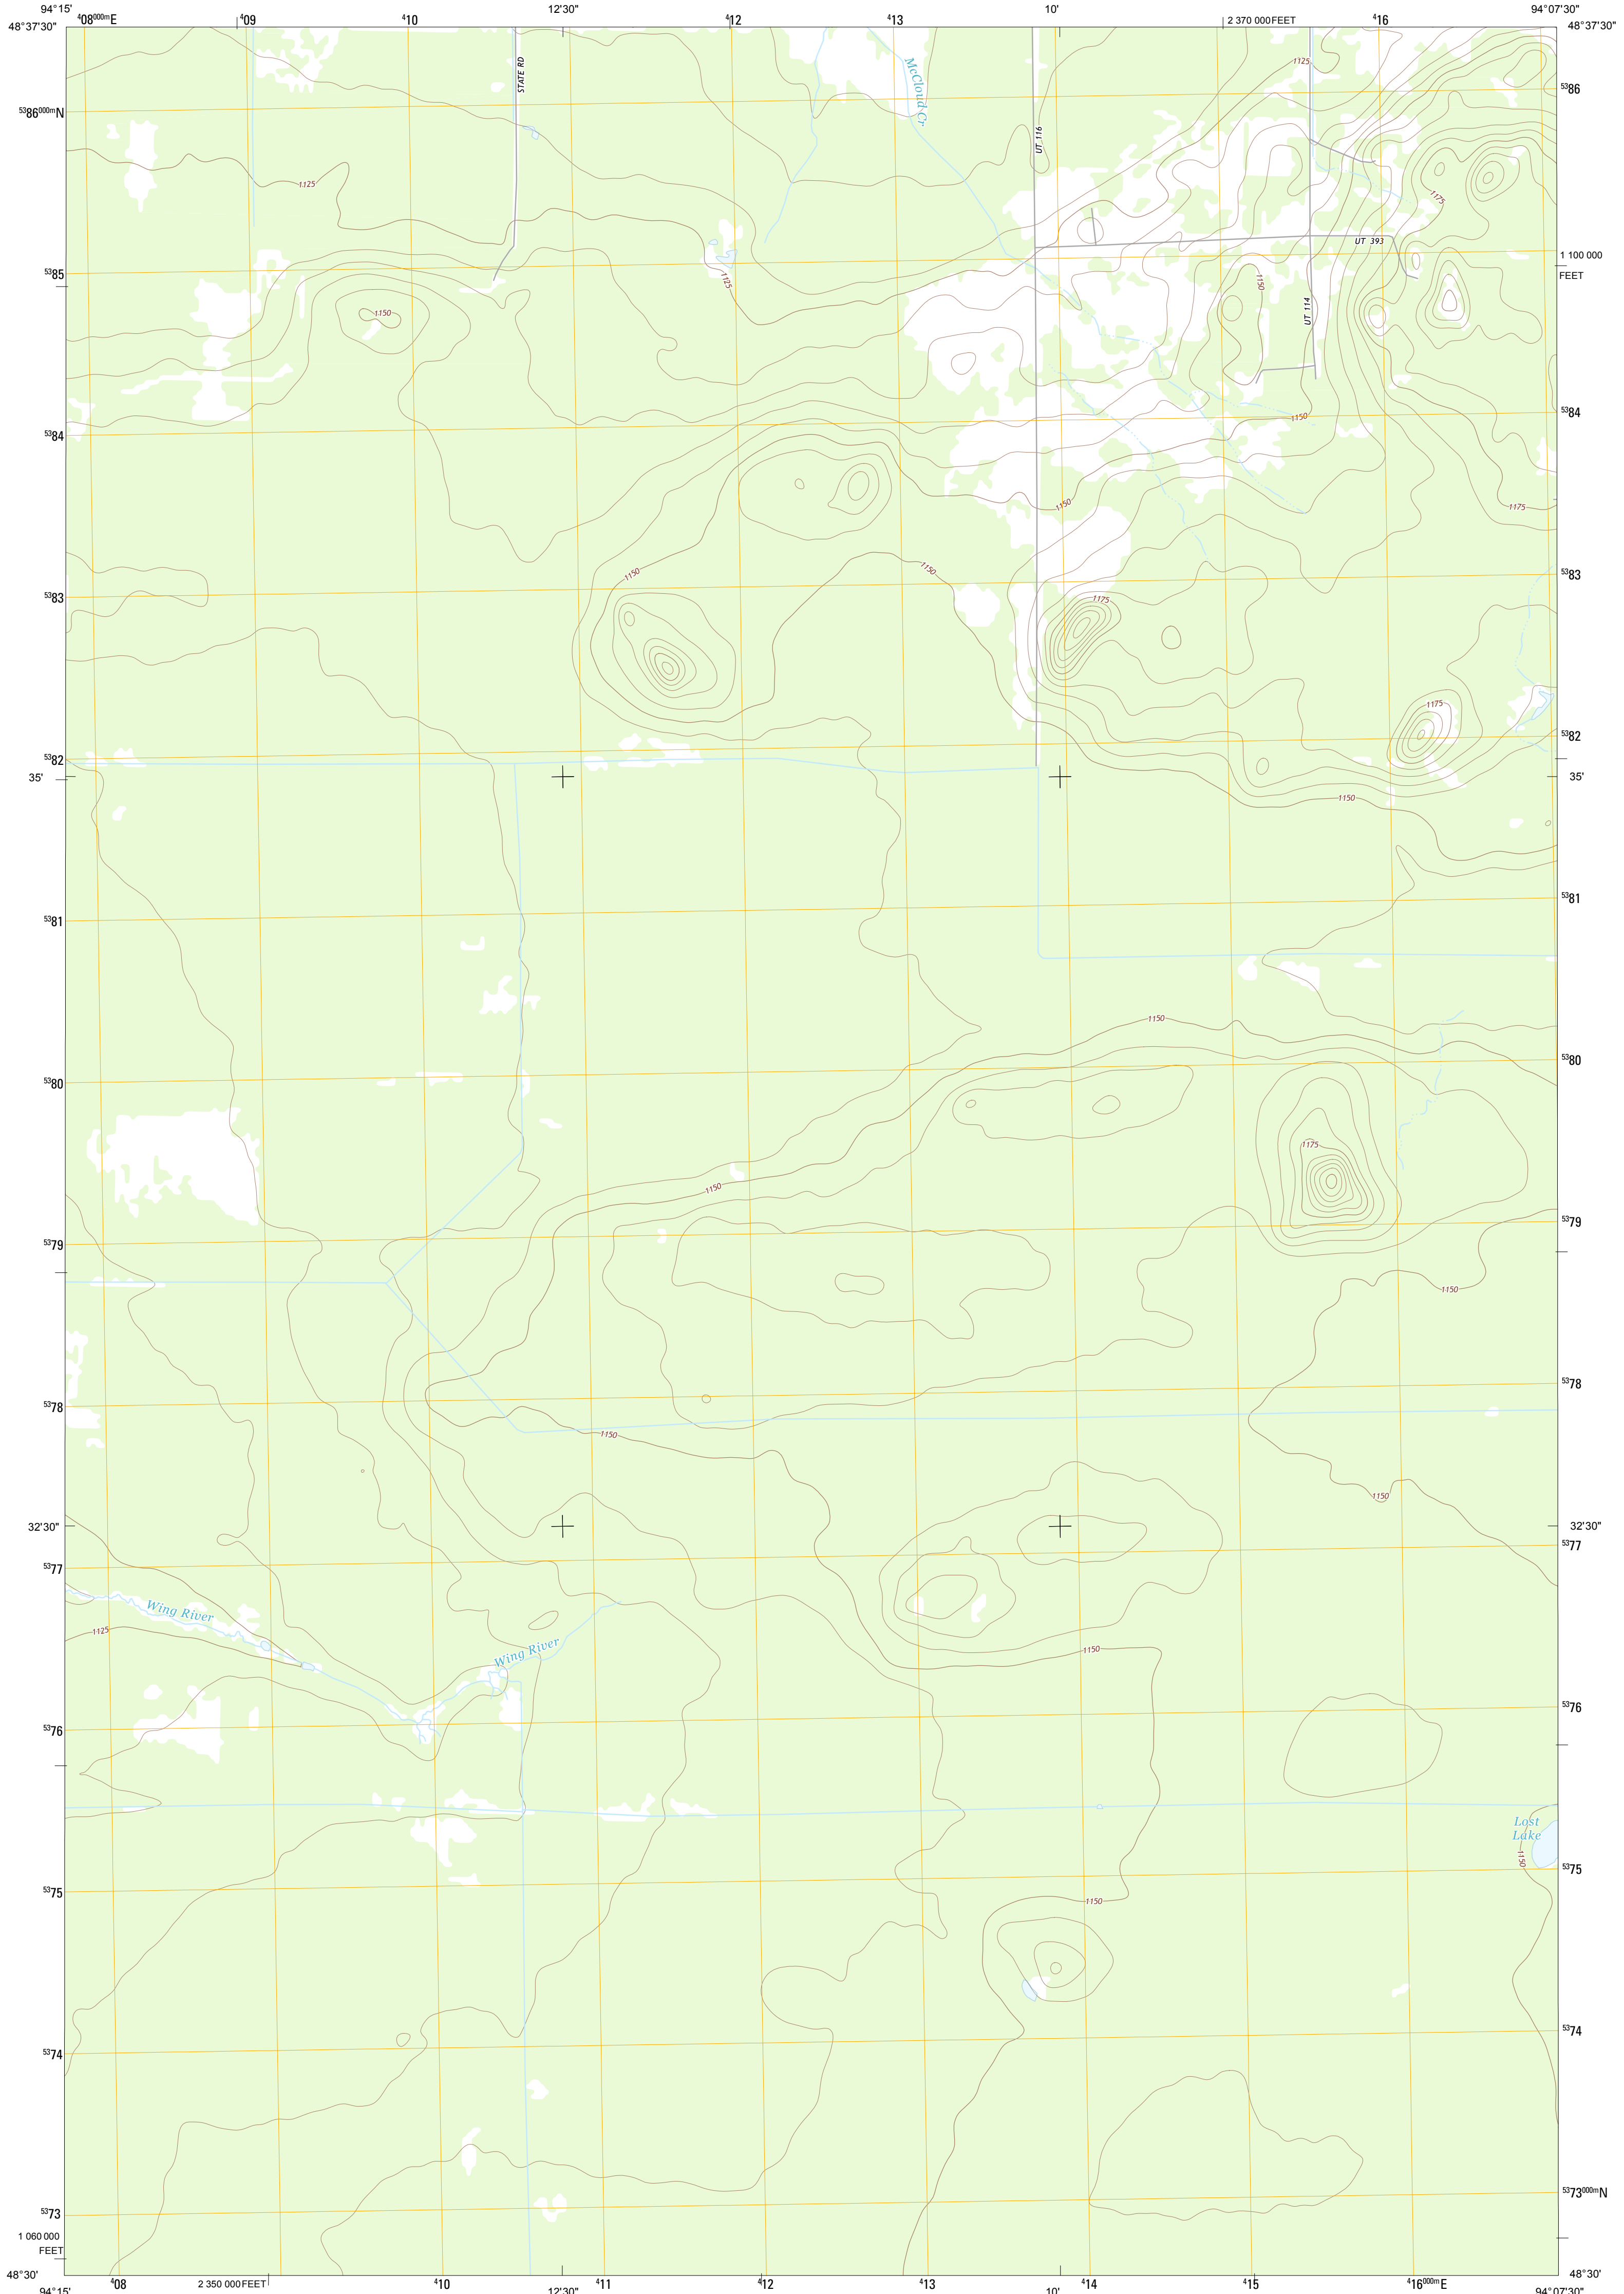 94°15' ⁴08⁰⁰⁰ᵐE ⁴09 ⁴10 12'30" ⁴12 ⁴13 10' 2 370 000 FEET ⁴16 94°07'30"
48°37'30" 48°37'30"
STATE RD
McCloud Cr.
1125
⁵³86⁰⁰⁰ᵐN ⁵³86
UT 116
1125
1175
UT 393
1 100 000
FEET
⁵³85
1125
1150
1150
UT 114
⁵³84 ⁵³84
1150
1150
1175
1150
1150
⁵³83 ⁵³83
1175
1175
⁵³82 ⁵³82
35' 35'
1150
⁵³81 ⁵³81
1150
⁵³80 ⁵³80
1175
1150
⁵³79 ⁵³79
1150
⁵³78 ⁵³78
1150
1150
32'30" 32'30"
⁵³77 ⁵³77
Wing River
1125
Wing River
1150
⁵³76 ⁵³76
Lost
Lake
1150
⁵³75 ⁵³75
1150
⁵³74 ⁵³74
⁵³73 ⁵³73⁰⁰⁰ᵐN
1 060 000
FEET
48°30' 48°30'
94°15' ⁴08 2 350 000 FEET ⁴10 12'30" ⁴11 ⁴12 ⁴13 10' ⁴14 ⁴15 ⁴16⁰⁰⁰ᵐE 94°07'30"